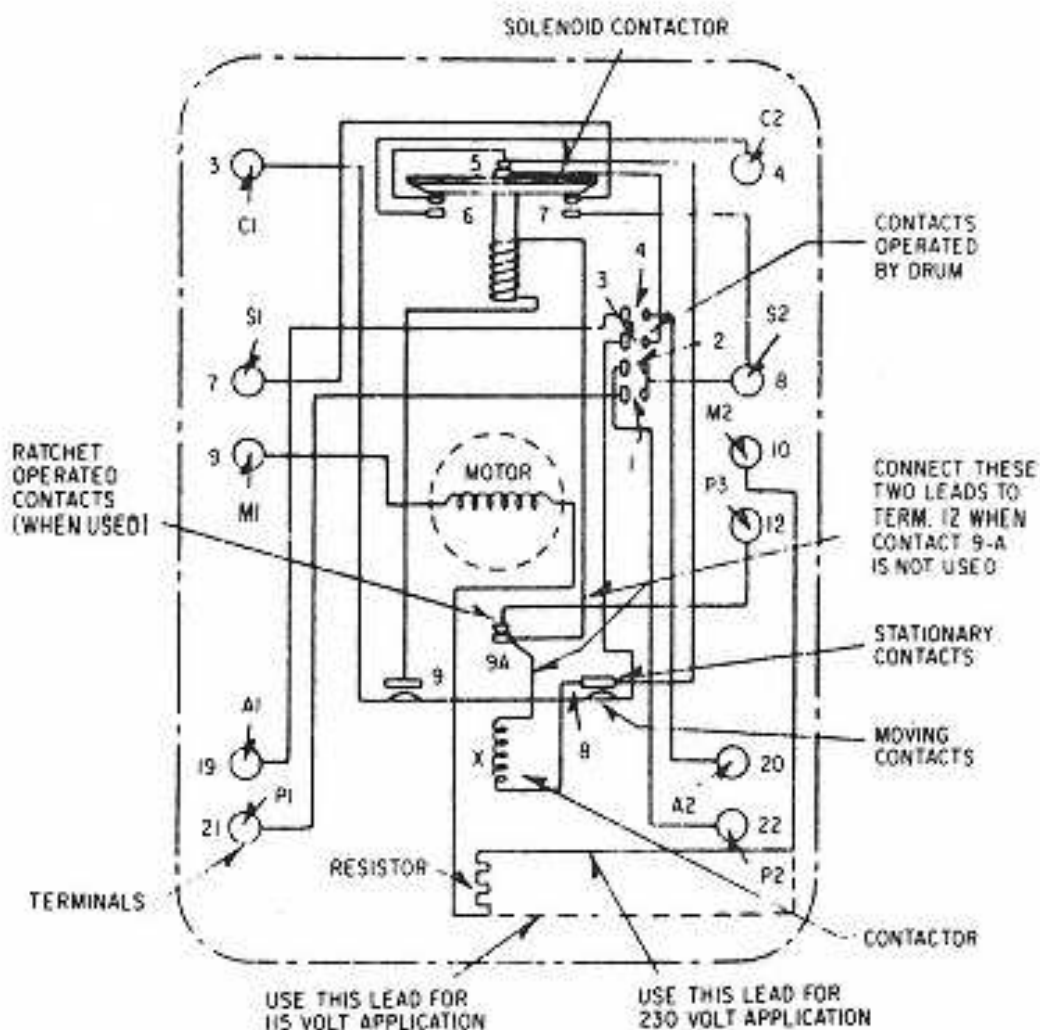 SOLENOID CONTACTOR
C2
3
5
4
C1
6
7
CONTACTS
OPERATED
BY DRUM
4
3
S1
2
S2
7
8
M2
1
RATCHET
OPERATED
CONTACTS
(WHEN USED)
9
MOTOR
10
CONNECT THESE
TWO LEADS TO
TERM. 12 WHEN
CONTACT 9-A
IS NOT USED
P3
M1
12
STATIONARY
CONTACTS
9A
9
A1
8
MOVING
CONTACTS
X
19
20
P1
A2
21
22
RESISTOR
P2
TERMINALS
CONTACTOR
USE THIS LEAD FOR
115 VOLT APPLICATION
USE THIS LEAD FOR
230 VOLT APPLICATION